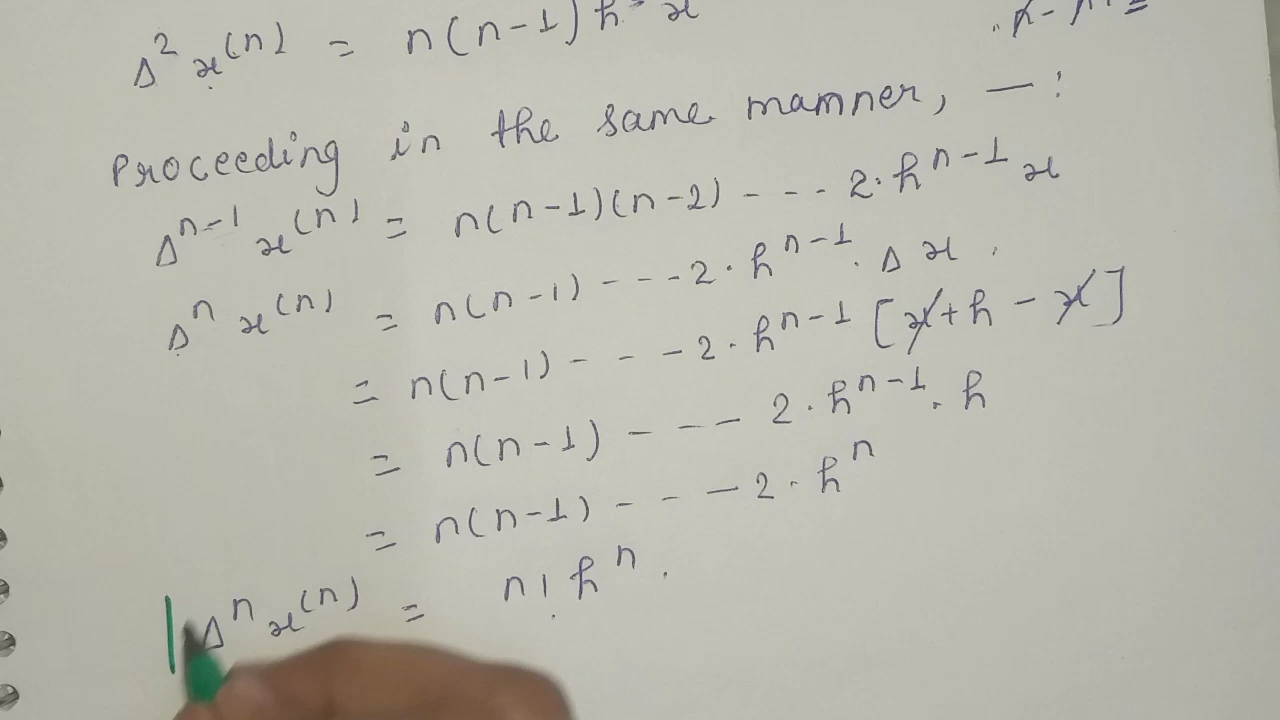 Δ² x⁽ⁿ⁾ = n(n-1)h² x
Proceeding in the same manner, — :
Δⁿ⁻¹ x⁽ⁿ⁾ = n(n-1)(n-2) - - - 2·hⁿ⁻¹ x
Δⁿ x⁽ⁿ⁾ = n(n-1) - - - 2·hⁿ⁻¹. Δ x.
= n(n-1) - - - 2·hⁿ⁻¹ [x+h-x]
= n(n-1) - - - 2·hⁿ⁻¹. h
= n(n-1) - - - 2·hⁿ
Δⁿ x⁽ⁿ⁾ = n! hⁿ.